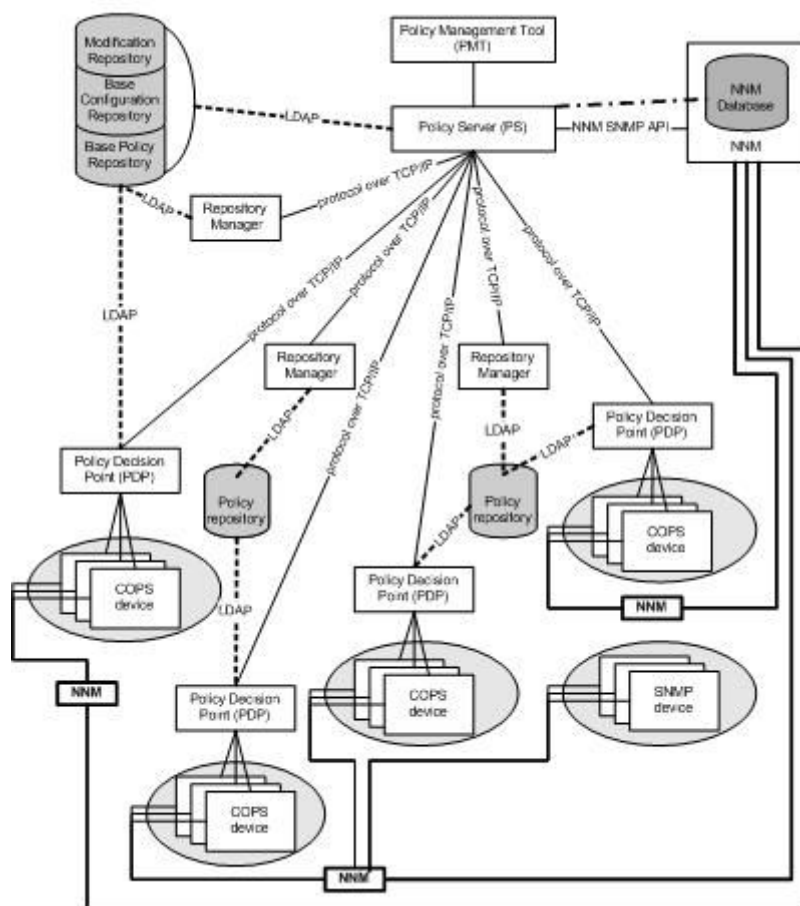 Modification
Repository
Base
Configuration
Repository
Base Policy
Repository
Policy Management Tool
(PMT)
NNM
Database
NNM
LDAP
Policy Server (PS)
NNM SNMP API
LDAP
Repository
Manager
protocol over TCP/IP
protocol over TCP/IP
protocol over TCP/IP
protocol over TCP/IP
protocol over TCP/IP
protocol over TCP/IP
protocol over TCP/IP
LDAP
Repository
Manager
Repository
Manager
LDAP
LDAP
LDAP
Policy Decision
Point (PDP)
Policy Decision
Point (PDP)
Policy
repository
Policy
repository
LDAP
COPS
device
Policy Decision
Point (PDP)
COPS
device
LDAP
NNM
NNM
Policy Decision
Point (PDP)
COPS
device
SNMP
device
COPS
device
NNM